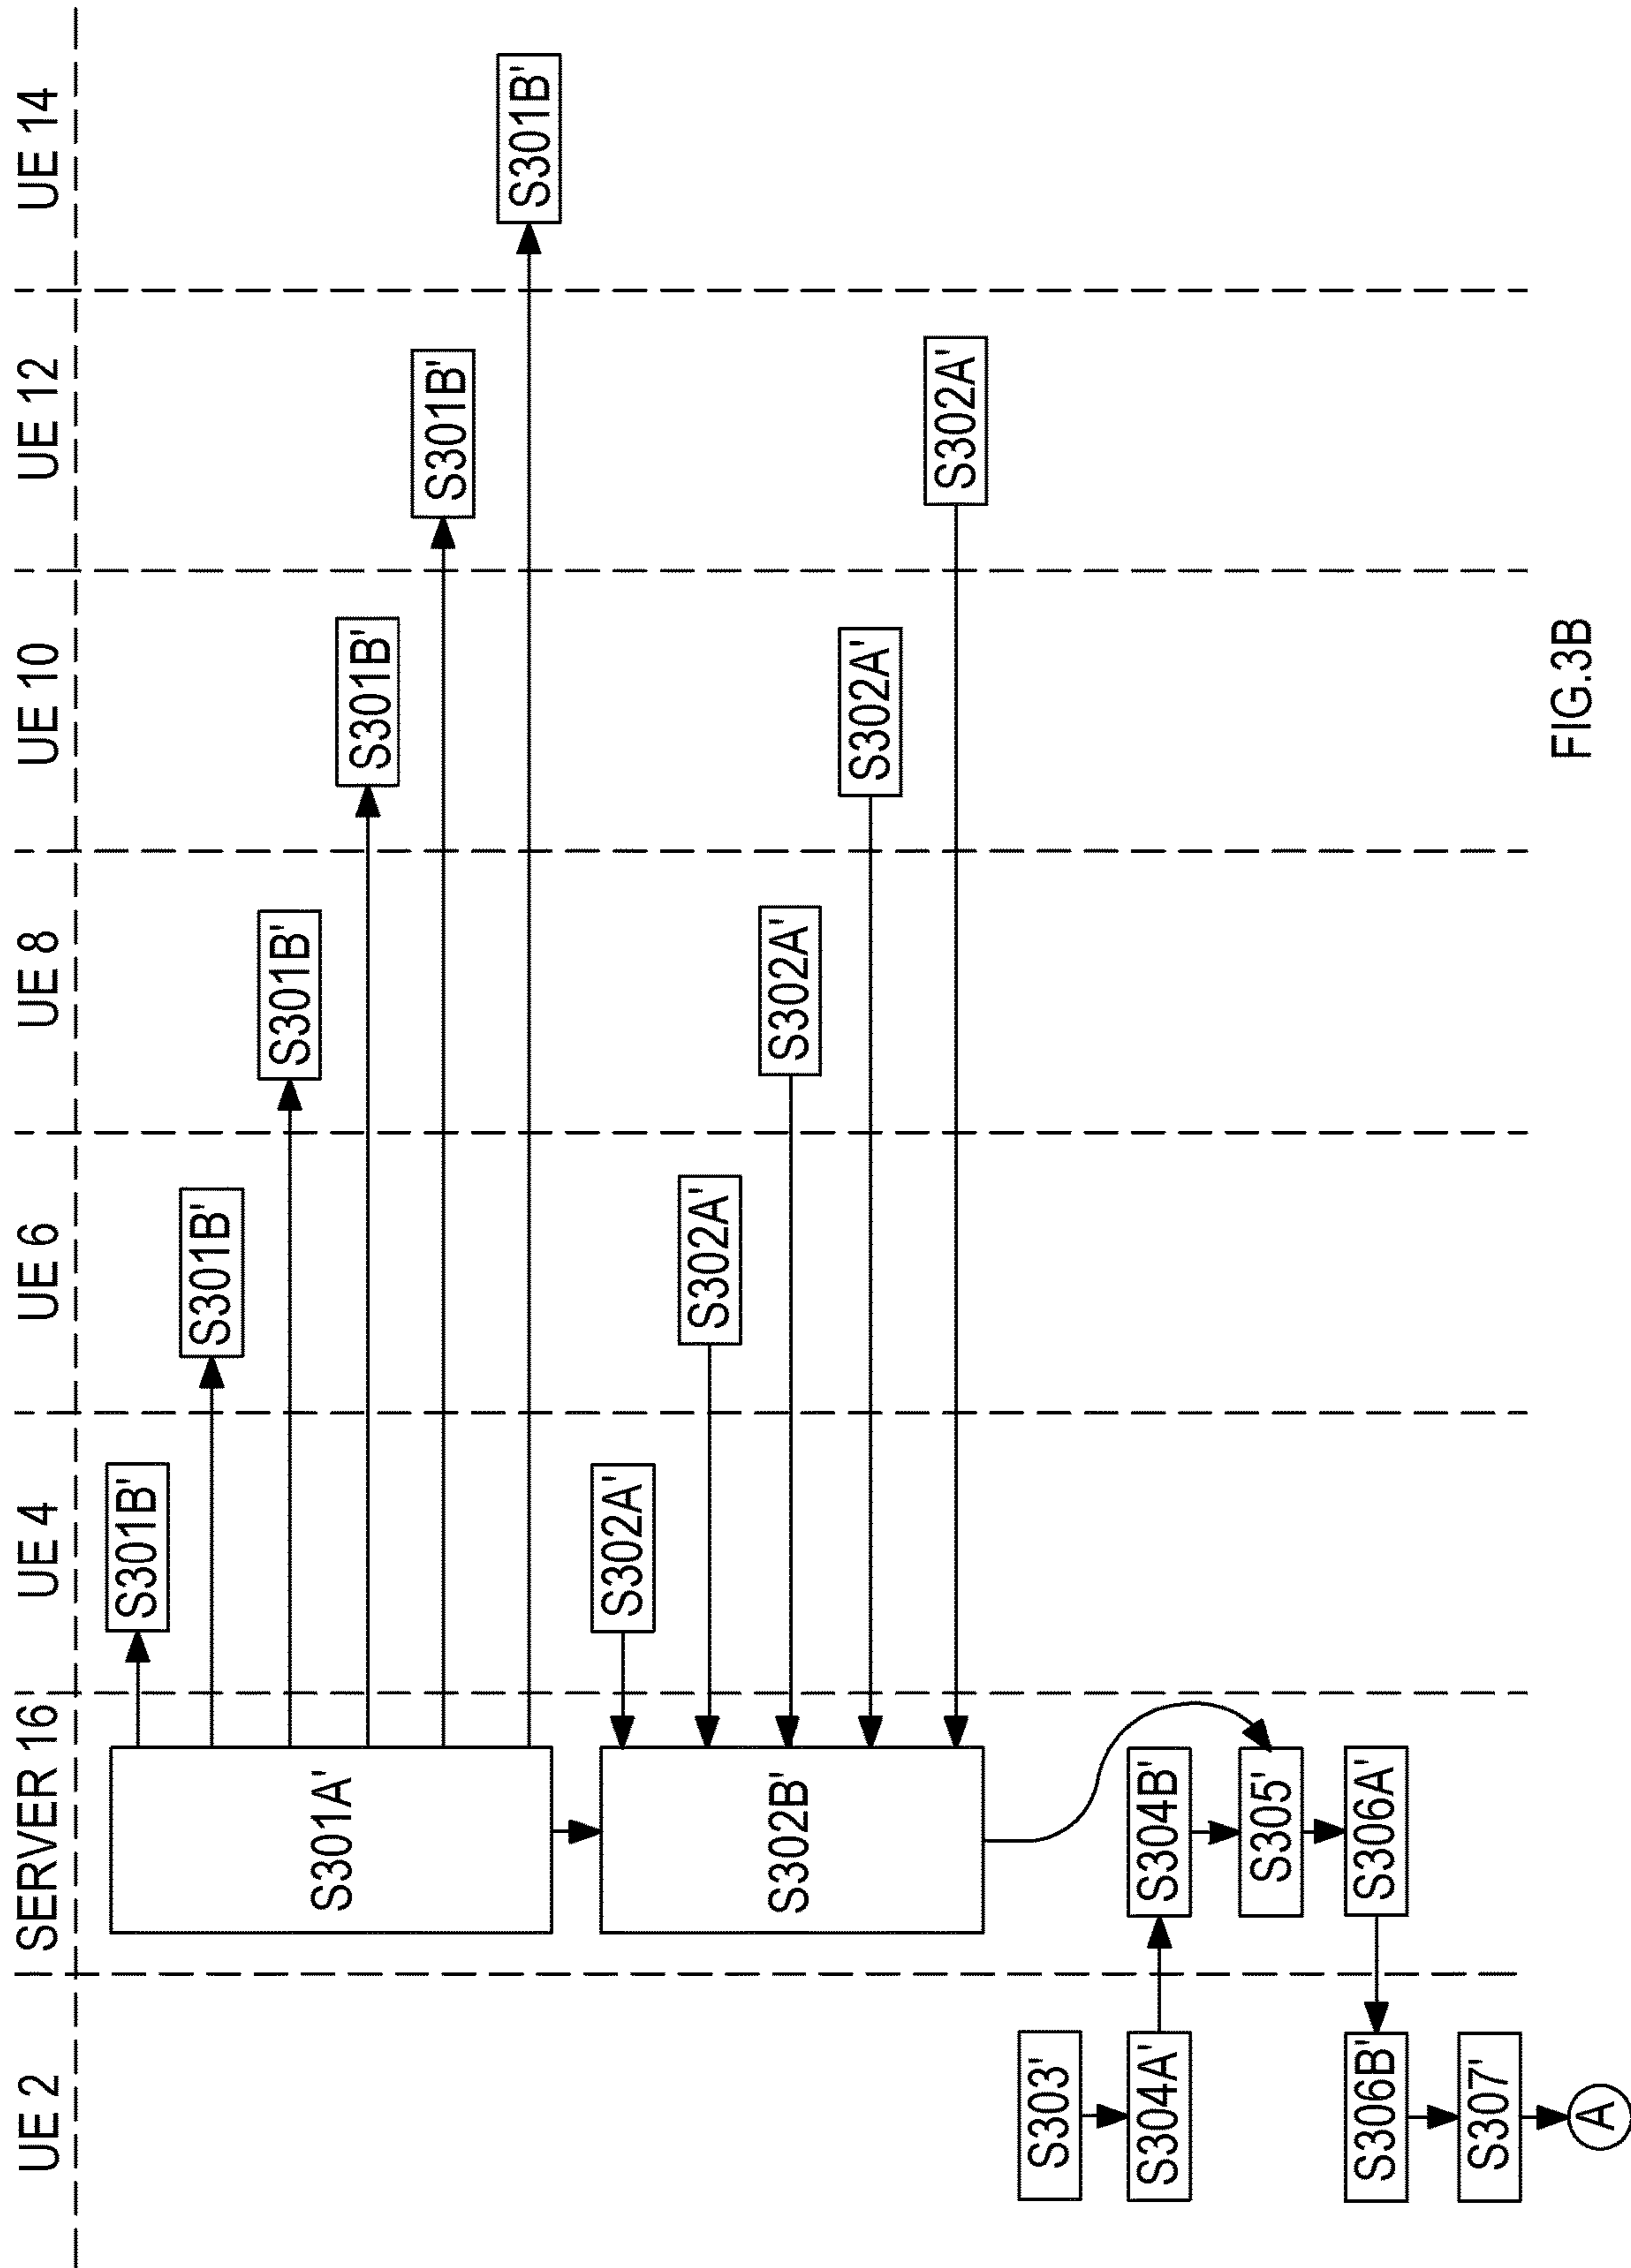 UE 2
SERVER 16
UE 4
UE 6
UE 8
UE 10
UE 12
UE 14
S301A'
S301B'
S301B'
S301B'
S301B'
S301B'
S301B'
S302B'
S302A'
S302A'
S302A'
S302A'
S302A'
S303'
S304A'
S304B'
S305'
S306B'
S306A'
S307'
A
FIG.3B